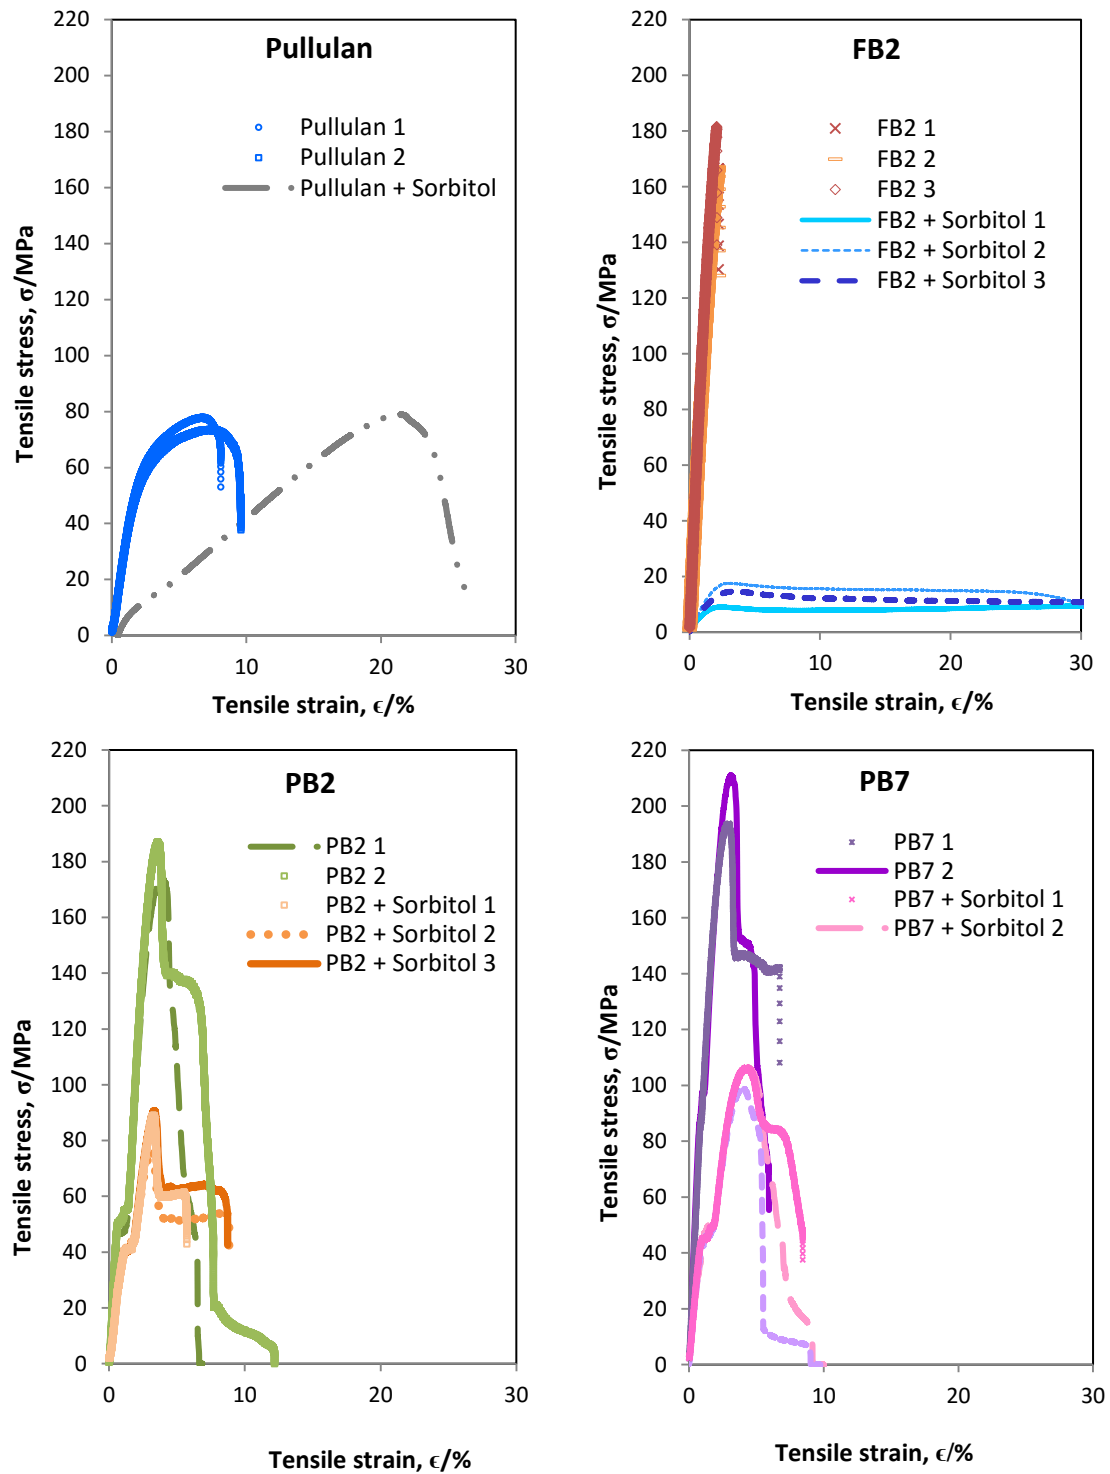 Pullulan
Pullulan 1
Pullulan 2
Pullulan + Sorbitol
Tensile stress, σ/MPa
220
200
180
160
140
120
100
80
60
40
20
0
0 10 20 30
Tensile strain, ϵ/%
FB2
FB2 1
FB2 2
FB2 3
FB2 + Sorbitol 1
FB2 + Sorbitol 2
FB2 + Sorbitol 3
Tensile stress, σ/MPa
220
200
180
160
140
120
100
80
60
40
20
0
0 10 20 30
Tensile strain, ϵ/%
PB2
PB2 1
PB2 2
PB2 + Sorbitol 1
PB2 + Sorbitol 2
PB2 + Sorbitol 3
Tensile stress, σ/MPa
220
200
180
160
140
120
100
80
60
40
20
0
0 10 20 30
Tensile strain, ϵ/%
PB7
PB7 1
PB7 2
PB7 + Sorbitol 1
PB7 + Sorbitol 2
Tensile stress, σ/MPa
220
200
180
160
140
120
100
80
60
40
20
0
0 10 20 30
Tensile strain, ϵ/%